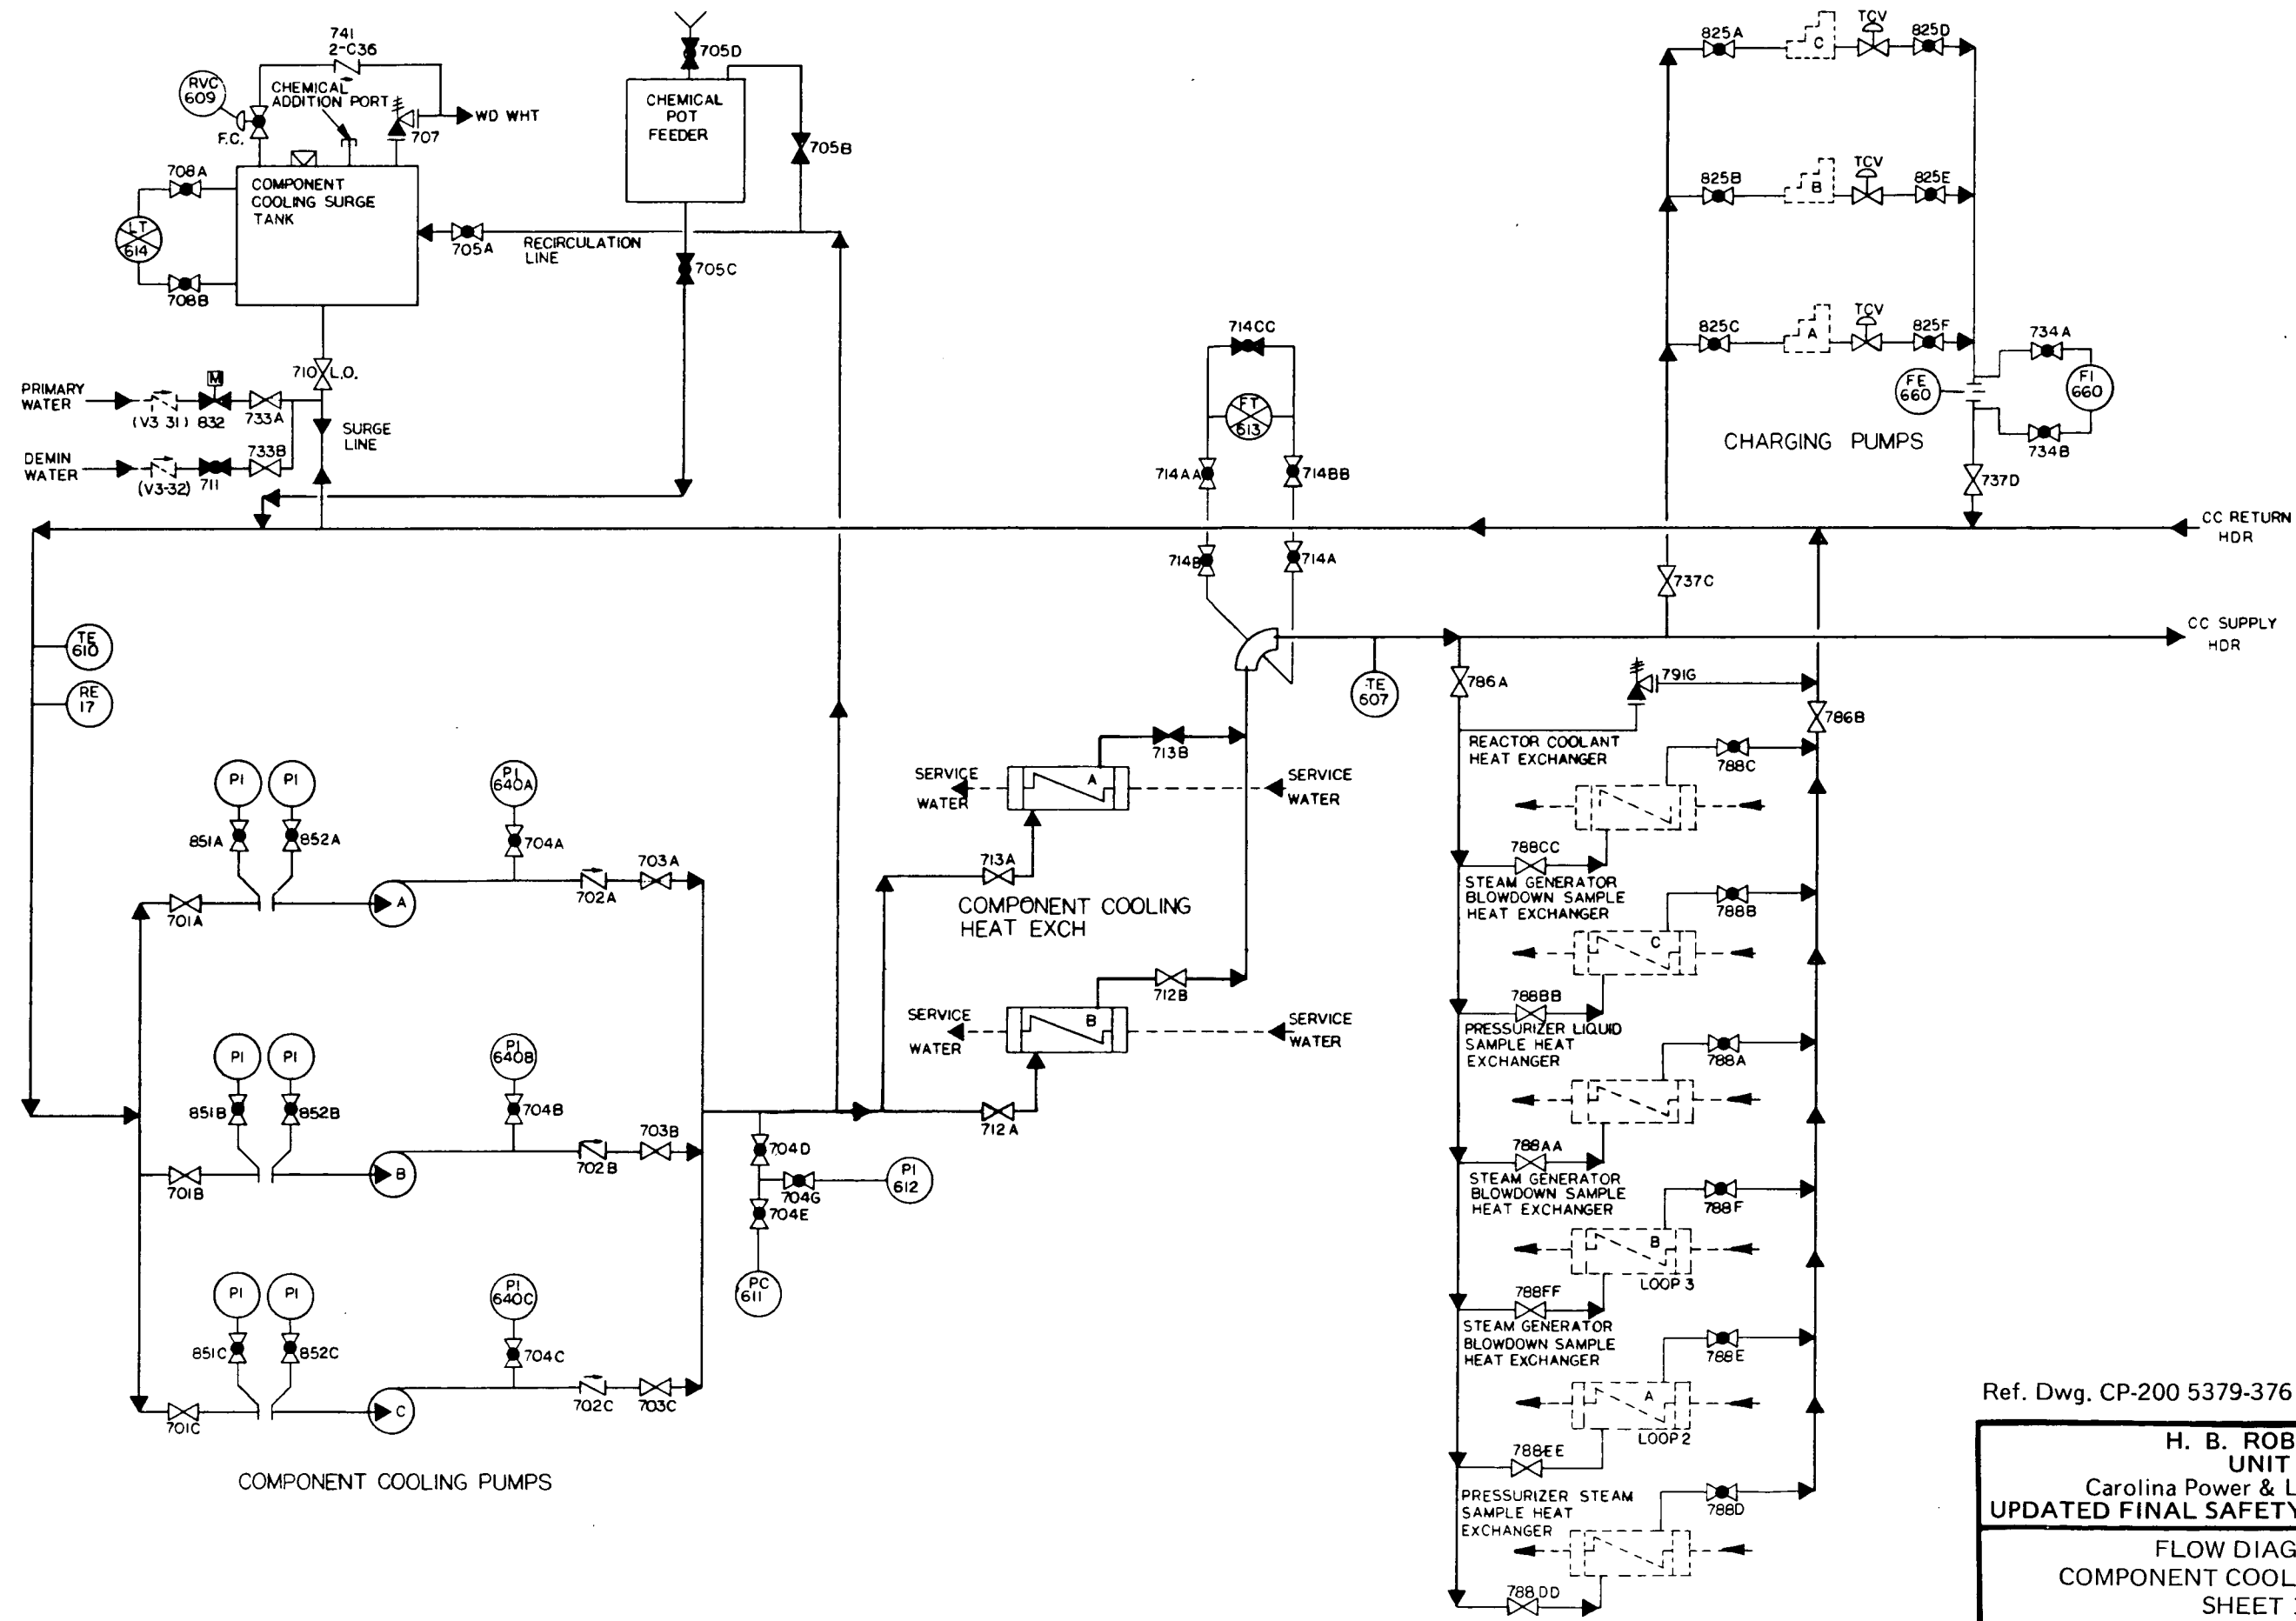 741
2-C36
RVC
609
F.C.
CHEMICAL
ADDITION PORT
707
WD WHT
708A
COMPONENT
COOLING SURGE
TANK
LT
614
708B
705D
CHEMICAL
POT
FEEDER
705B
705A
RECIRCULATION
LINE
705C
710
L.O.
PRIMARY
WATER
(V3 31)
832
733A
SURGE
LINE
DEMIN
WATER
(V3-32)
711
733B
M
825A
C
TCV
825D
825B
B
TCV
825E
825C
A
TCV
825F
734A
FE
660
FI
660
734B
CHARGING PUMPS
737D
714CC
FT
613
714AA
714BB
714B
714A
CC RETURN
HDR
737C
CC SUPPLY
HDR
TE
610
RE
17
TE
607
786A
791G
786B
PI
PI
PI
640A
851A
852A
704A
703A
701A
A
702A
PI
PI
PI
640B
851B
852B
704B
703B
701B
B
702B
PI
PI
PI
640C
851C
852C
704C
701C
C
702C
703C
COMPONENT COOLING PUMPS
704D
704G
PI
612
704E
PC
611
713B
SERVICE
WATER
A
SERVICE
WATER
713A
COMPONENT COOLING
HEAT EXCH
712B
SERVICE
WATER
B
SERVICE
WATER
712A
REACTOR COOLANT
HEAT EXCHANGER
788C
788CC
STEAM GENERATOR
BLOWDOWN SAMPLE
HEAT EXCHANGER
788B
C
788BB
PRESSURIZER LIQUID
SAMPLE HEAT
EXCHANGER
788A
788AA
STEAM GENERATOR
BLOWDOWN SAMPLE
HEAT EXCHANGER
788F
B
LOOP 3
788FF
STEAM GENERATOR
BLOWDOWN SAMPLE
HEAT EXCHANGER
788E
A
LOOP 2
788EE
PRESSURIZER STEAM
SAMPLE HEAT
EXCHANGER
788D
788DD
Ref. Dwg. CP-200 5379-376
H. B. ROB
UNIT
Carolina Power & L
UPDATED FINAL SAFETY
FLOW DIAG
COMPONENT COOL
SHEET